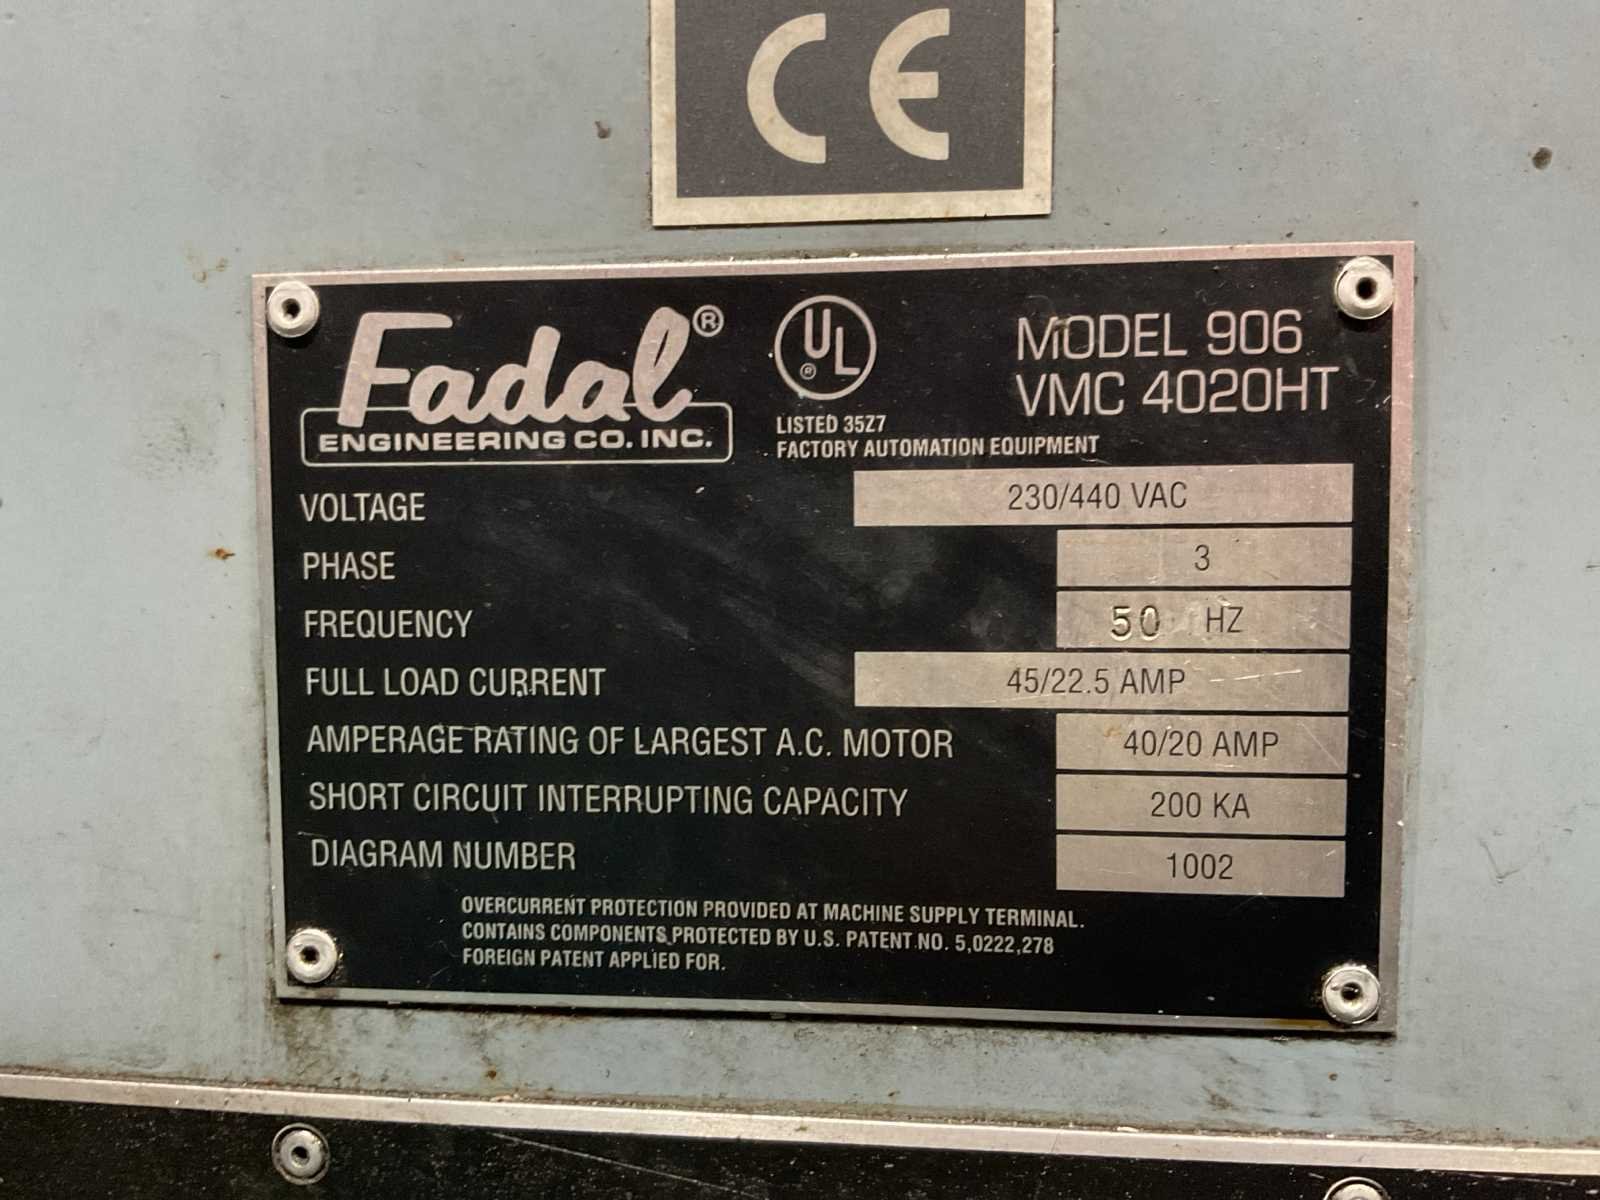 CE
Fadal®
ENGINEERING CO. INC.
UL®
LISTED 35Z7
FACTORY AUTOMATION EQUIPMENT
MODEL 906
VMC 4020HT
VOLTAGE 230/440 VAC
PHASE 3
FREQUENCY 50 HZ
FULL LOAD CURRENT 45/22.5 AMP
AMPERAGE RATING OF LARGEST A.C. MOTOR 40/20 AMP
SHORT CIRCUIT INTERRUPTING CAPACITY 200 KA
DIAGRAM NUMBER 1002
OVERCURRENT PROTECTION PROVIDED AT MACHINE SUPPLY TERMINAL.
CONTAINS COMPONENTS PROTECTED BY U.S. PATENT NO. 5,0222,278
FOREIGN PATENT APPLIED FOR.